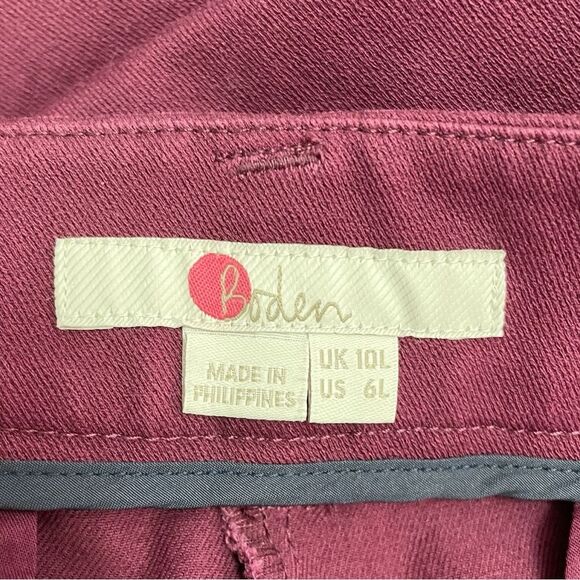 Boden
MADE IN
PHILIPPINES
UK 10L
US 6L